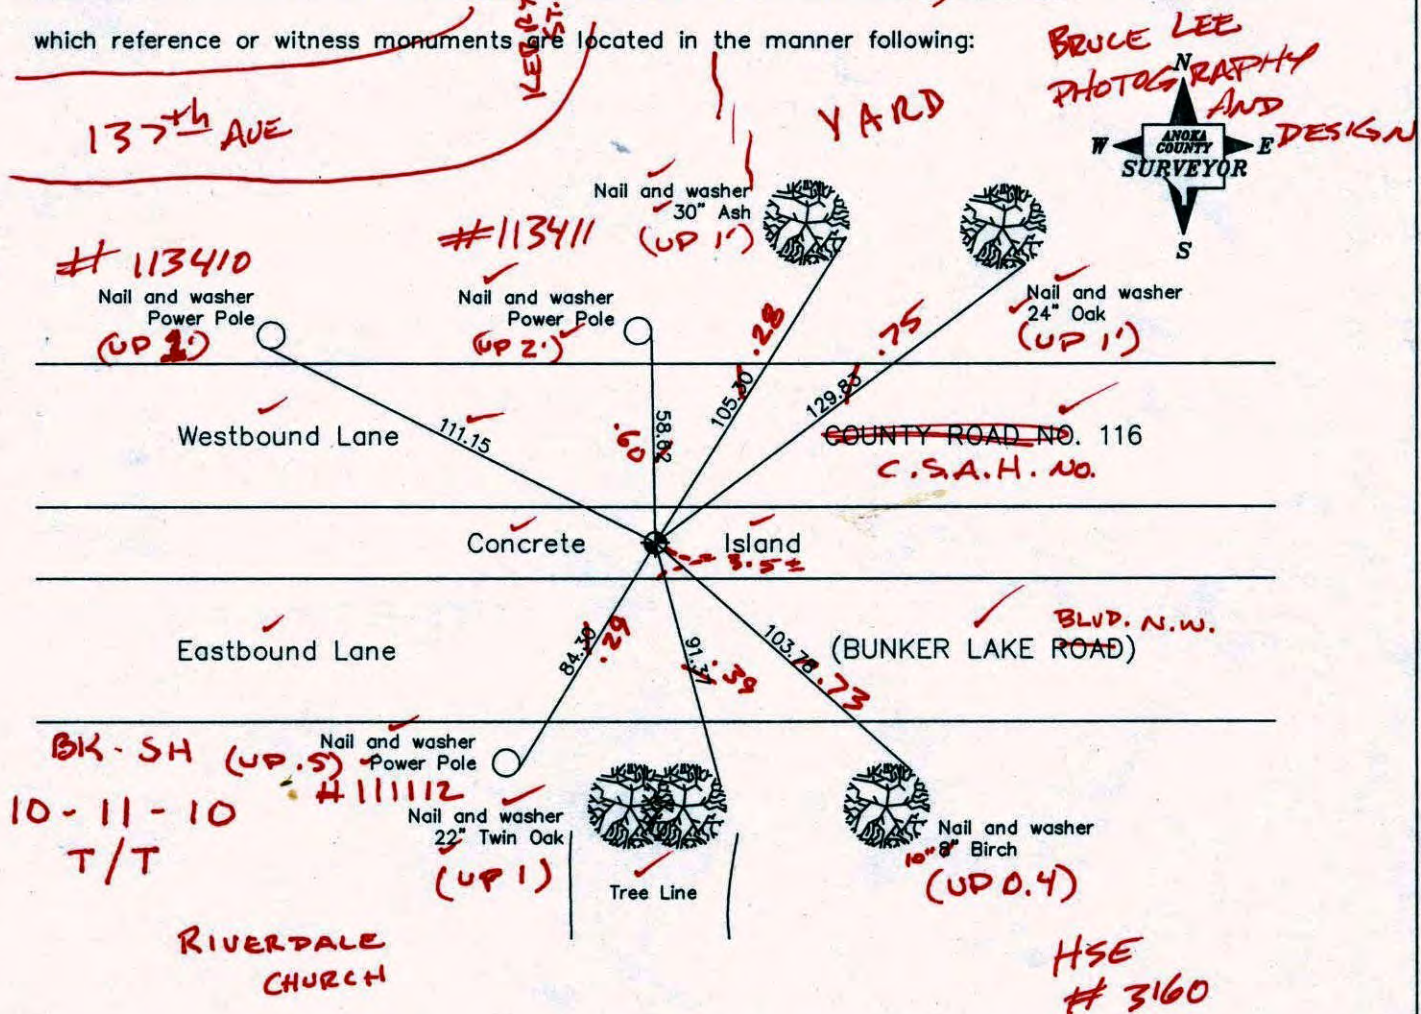 which reference or witness monuments are located in the manner following:
BRUCE LEE
PHOTOGRAPHY
AND
DESIGN
137th AVE
ST.
YARD
N
W
ANOKA
COUNTY
SURVEYOR
E
S
Nail and washer
30" Ash
(UP 1')
#113410
Nail and washer
Power Pole
(UP 2')
#113411
Nail and washer
Power Pole
(UP 2')
Nail and washer
24" Oak
(UP 1')
Westbound Lane
111.15
58.62
.60
105.30
.28
129.83
.75
COUNTY ROAD NO. 116
C.S.A.H. NO.
Concrete
Island
3.5±
Eastbound Lane
84.30
.29
91.37
.38
103.78
.73
(BUNKER LAKE ROAD)
BLVD. N.W.
BK-SH
10-11-10
T/T
(UP .5)
Nail and washer
Power Pole
#111112
Nail and washer
22" Twin Oak
(UP 1)
Tree Line
Nail and washer
10" 8" Birch
(UP 0.4)
RIVERDALE
CHURCH
HSE
# 3160